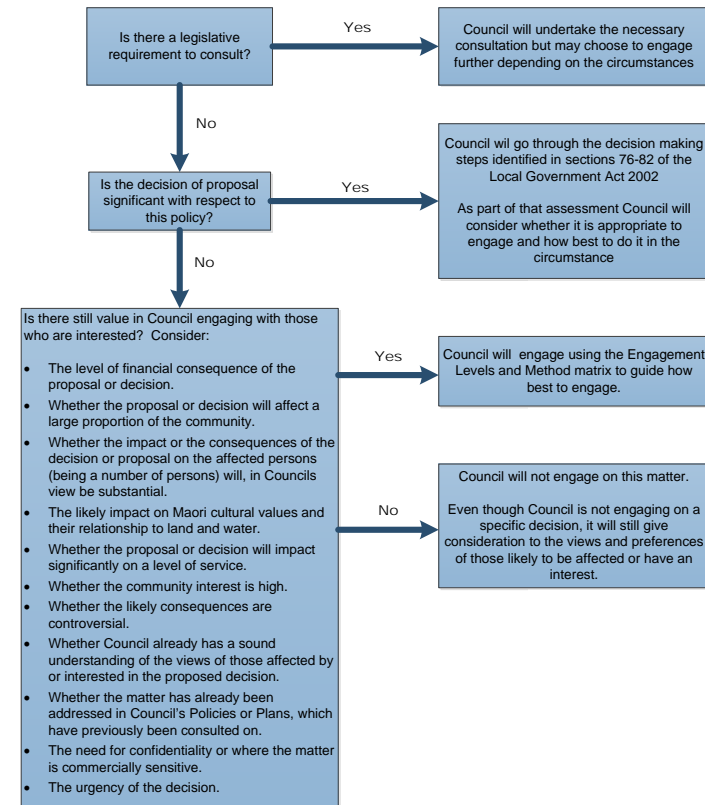 Is there a legislative
requirement to consult?
Yes
Council will undertake the necessary
consultation but may choose to engage
further depending on the circumstances
No
Is the decision of proposal
significant with respect to
this policy?
Yes
Council wil go through the decision making
steps identified in sections 76-82 of the
Local Government Act 2002
As part of that assessment Council will
consider whether it is appropriate to
engage and how best to do it in the
circumstance
No
Is there still value in Council engaging with those
who are interested?  Consider:
• The level of financial consequence of the
proposal or decision.
• Whether the proposal or decision will affect a
large proportion of the community.
• Whether the impact or the consequences of the
decision or proposal on the affected persons
(being a number of persons) will, in Councils
view be substantial.
• The likely impact on Maori cultural values and
their relationship to land and water.
• Whether the proposal or decision will impact
significantly on a level of service.
• Whether the community interest is high.
• Whether the likely consequences are
controversial.
• Whether Council already has a sound
understanding of the views of those affected by
or interested in the proposed decision.
• Whether the matter has already been
addressed in Council's Policies or Plans, which
have previously been consulted on.
• The need for confidentiality or where the matter
is commercially sensitive.
• The urgency of the decision.
Yes
Council will  engage using the Engagement
Levels and Method matrix to guide how
best to engage.
No
Council will not engage on this matter.
Even though Council is not engaging on a
specific decision, it will still give
consideration to the views and preferences
of those likely to be affected or have an
interest.